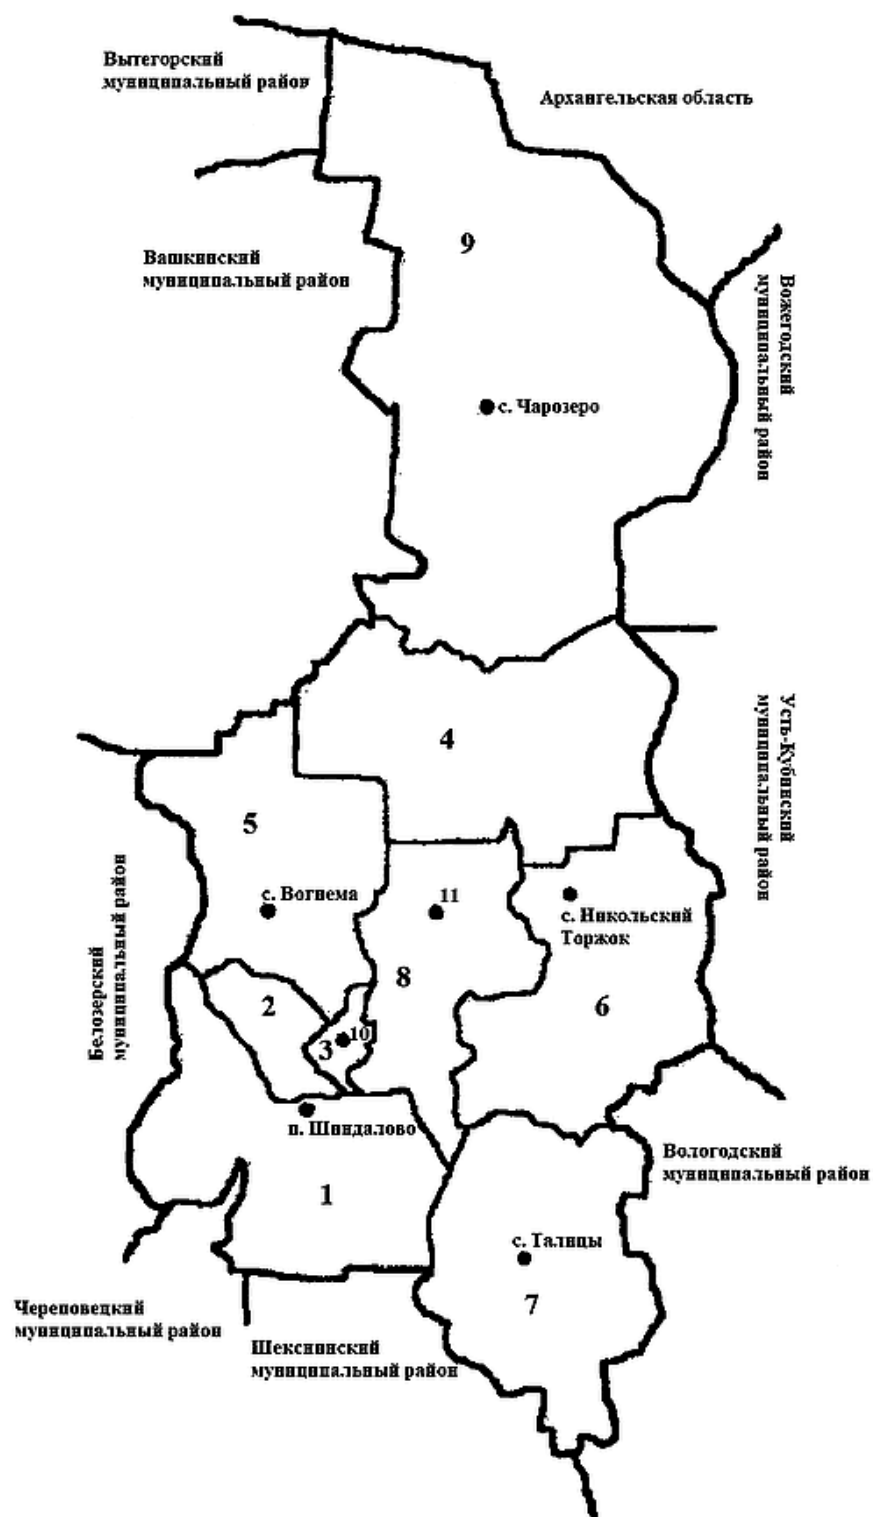 Вытегорский
муниципальный район
Архангельская область
9
Вашкинский
муниципальный район
Вожегодский
муниципальный район
с. Чарозеро
4
Усть-Кубинский
муниципальный район
5
Белозерский
муниципальный район
с. Вогнема
11
с. Никольский
Торжок
8
2
6
3
10
п. Шиндалово
Вологодский
муниципальный район
1
с. Талицы
7
Череповецкий
муниципальный район
Шекснинский
муниципальный район